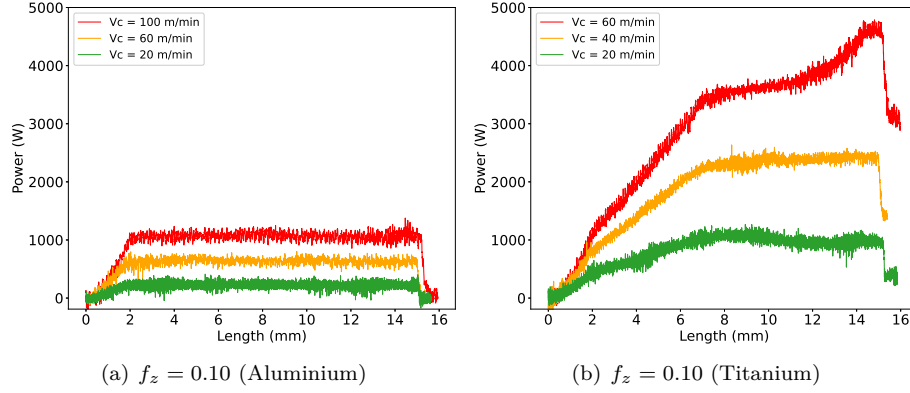 5000
4000
3000
2000
1000
0
Power (W)
Vc = 100 m/min
Vc = 60 m/min
Vc = 20 m/min
0 2 4 6 8 10 12 14 16
Length (mm)
(a) f_z = 0.10 (Aluminium)
5000
4000
3000
2000
1000
0
Power (W)
Vc = 60 m/min
Vc = 40 m/min
Vc = 20 m/min
0 2 4 6 8 10 12 14 16
Length (mm)
(b) f_z = 0.10 (Titanium)